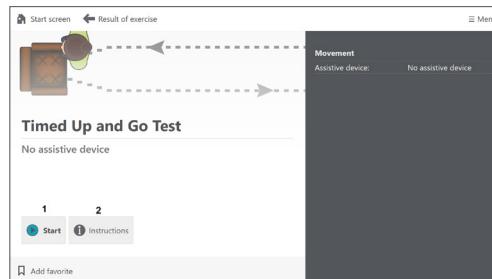 Start screen
Result of exercise
Men
Movement
Assistive device: No assistive device
Timed Up and Go Test
No assistive device
1 2
Start Instructions
Add favorite